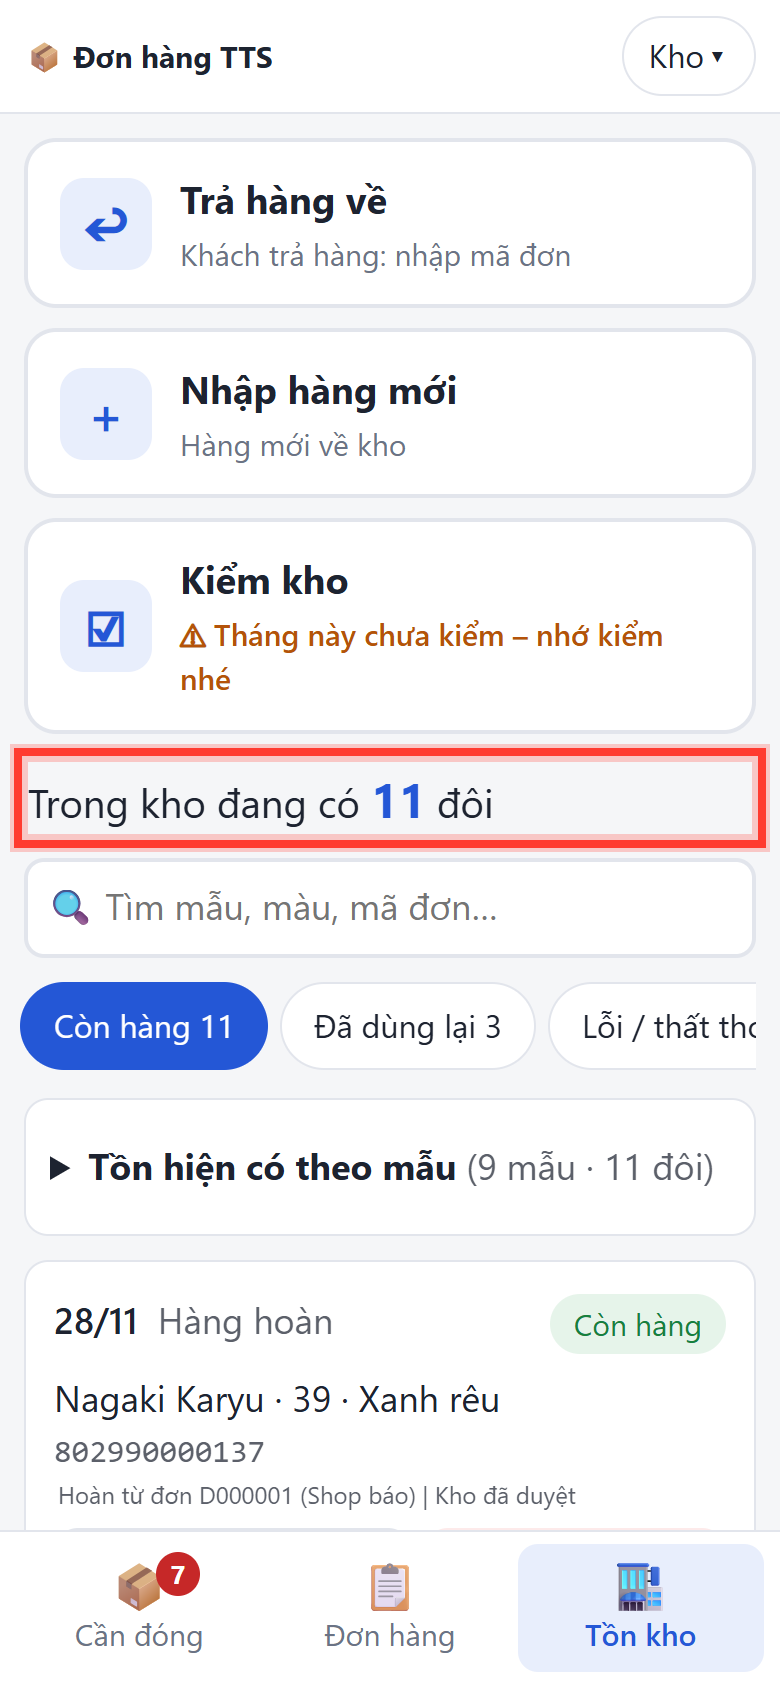 Đơn hàng TTS
Kho ▾
Trả hàng về
Khách trả hàng: nhập mã đơn
Nhập hàng mới
Hàng mới về kho
Kiểm kho
⚠ Tháng này chưa kiểm – nhớ kiểm
nhé
Trong kho đang có 11 đôi
Tìm mẫu, màu, mã đơn...
Còn hàng 11
Đã dùng lại 3
Lỗi / thất tho
▶ Tồn hiện có theo mẫu (9 mẫu · 11 đôi)
28/11 Hàng hoàn
Còn hàng
Nagaki Karyu · 39 · Xanh rêu
802990000137
Hoàn từ đơn D000001 (Shop báo) | Kho đã duyệt
7
Cần đóng
Đơn hàng
Tồn kho